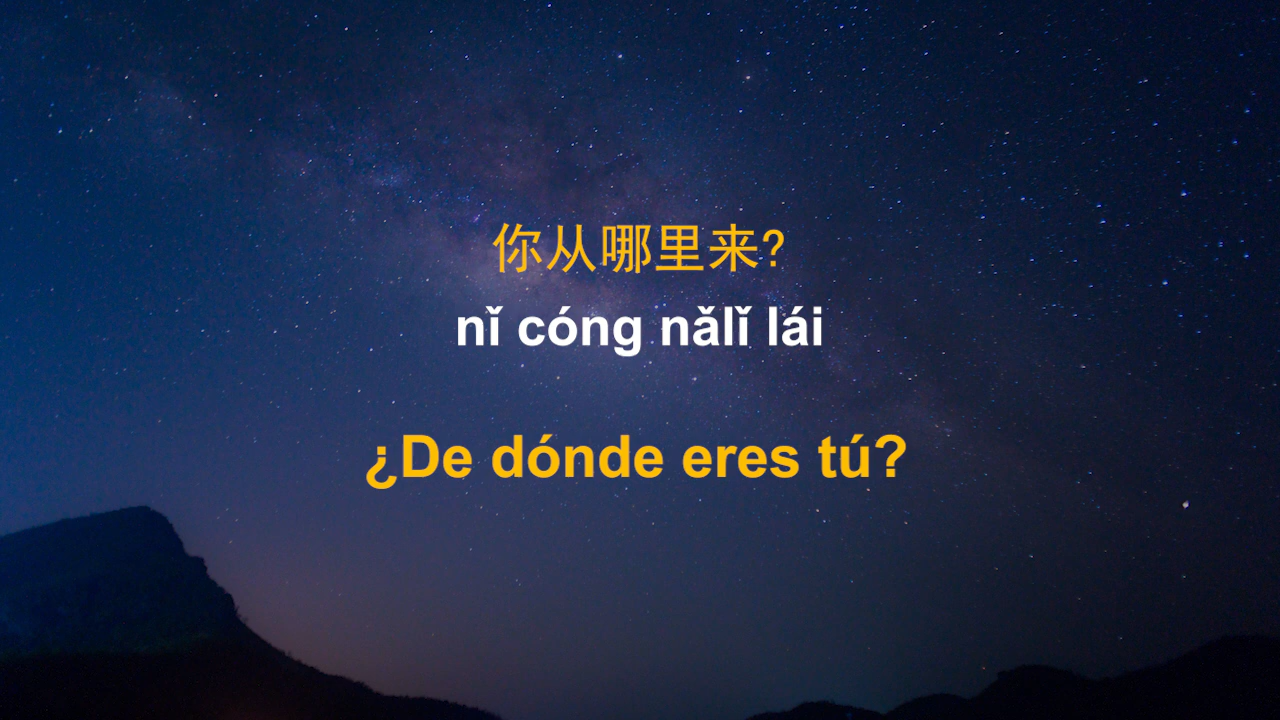 你从哪里来?
nǐ cóng nǎlǐ lái
¿De dónde eres tú?